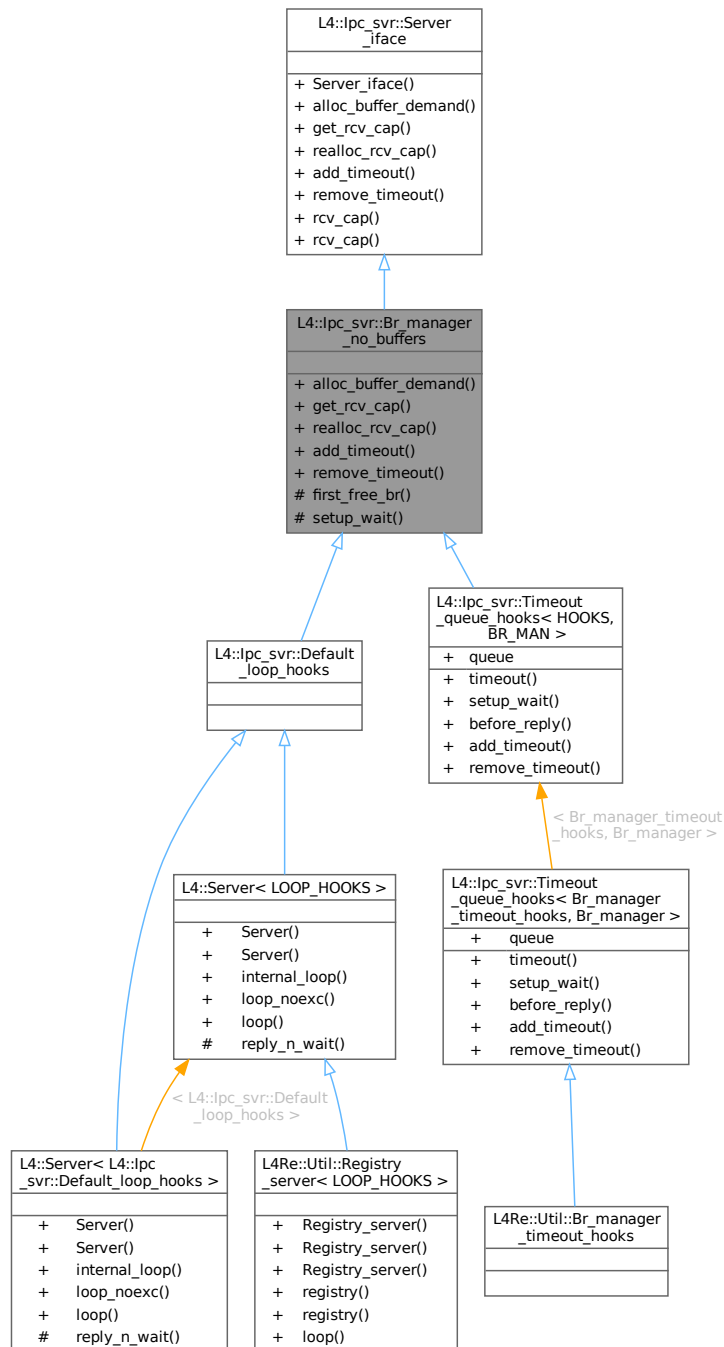 L4::Ipc_svr::Server
_iface
+ Server_iface()
+ alloc_buffer_demand()
+ get_rcv_cap()
+ realloc_rcv_cap()
+ add_timeout()
+ remove_timeout()
+ rcv_cap()
+ rcv_cap()
L4::Ipc_svr::Br_manager
_no_buffers
+ alloc_buffer_demand()
+ get_rcv_cap()
+ realloc_rcv_cap()
+ add_timeout()
+ remove_timeout()
# first_free_br()
# setup_wait()
L4::Ipc_svr::Default
_loop_hooks
L4::Ipc_svr::Timeout
_queue_hooks< HOOKS,
BR_MAN >
+ queue
+ timeout()
+ setup_wait()
+ before_reply()
+ add_timeout()
+ remove_timeout()
< Br_manager_timeout
_hooks, Br_manager >
L4::Server< LOOP_HOOKS >
+ Server()
+ Server()
+ internal_loop()
+ loop_noexc()
+ loop()
# reply_n_wait()
L4::Ipc_svr::Timeout
_queue_hooks< Br_manager
_timeout_hooks, Br_manager >
+ queue
+ timeout()
+ setup_wait()
+ before_reply()
+ add_timeout()
+ remove_timeout()
< L4::Ipc_svr::Default
_loop_hooks >
L4::Server< L4::Ipc
_svr::Default_loop_hooks >
+ Server()
+ Server()
+ internal_loop()
+ loop_noexc()
+ loop()
# reply_n_wait()
L4Re::Util::Registry
_server< LOOP_HOOKS >
+ Registry_server()
+ Registry_server()
+ Registry_server()
+ registry()
+ registry()
+ loop()
L4Re::Util::Br_manager
_timeout_hooks